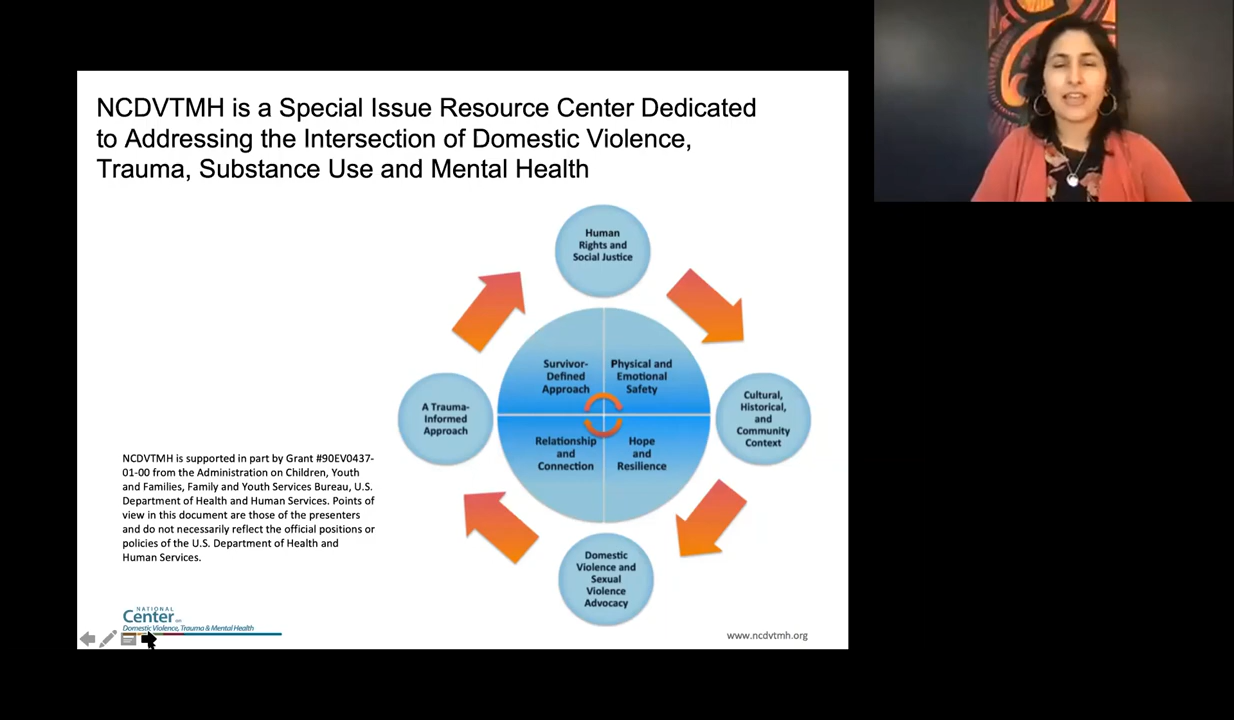 NCDVTMH is a Special Issue Resource Center Dedicated
to Addressing the Intersection of Domestic Violence,
Trauma, Substance Use and Mental Health
Human
Rights and
Social Justice
Survivor-
Defined
Approach
Physical and
Emotional
Safety
A Trauma-
Informed
Approach
Cultural,
Historical,
and
Community
Context
Relationship
and
Connection
Hope
and
Resilience
Domestic
Violence and
Sexual
Violence
Advocacy
NCDVTMH is supported in part by Grant #90EV0437-
01-00 from the Administration on Children, Youth
and Families, Family and Youth Services Bureau, U.S.
Department of Health and Human Services. Points of
view in this document are those of the presenters
and do not necessarily reflect the official positions or
policies of the U.S. Department of Health and
Human Services.
NATIONAL
Center on
Domestic Violence, Trauma & Mental Health
www.ncdvtmh.org